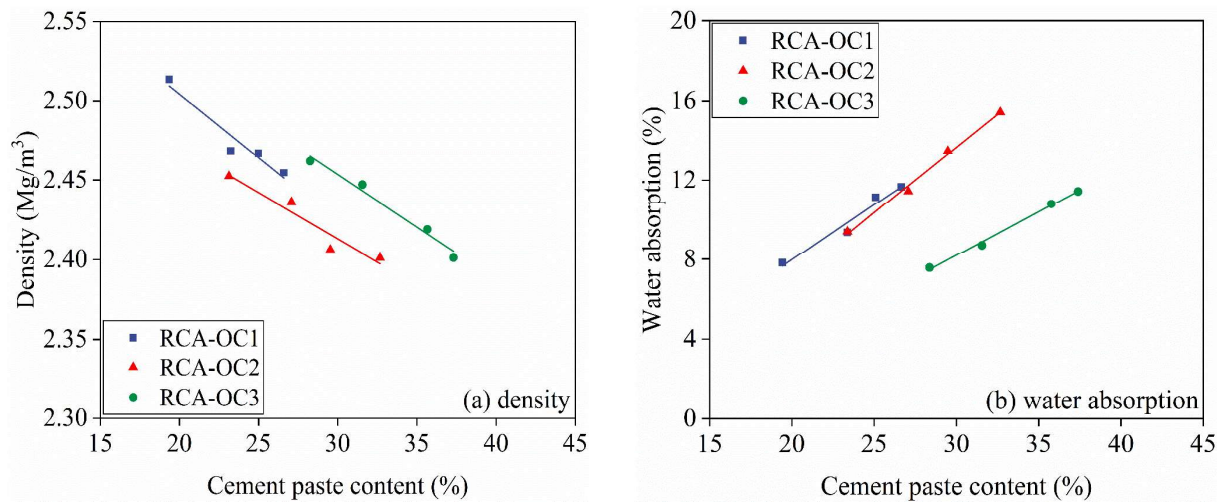 2.55
2.50
2.45
2.40
2.35
2.30
Density (Mg/m³)
RCA-OC1
RCA-OC2
RCA-OC3
(a) density
15 20 25 30 35 40 45
Cement paste content (%)
20
16
12
8
4
0
Water absorption (%)
RCA-OC1
RCA-OC2
RCA-OC3
(b) water absorption
15 20 25 30 35 40 45
Cement paste content (%)